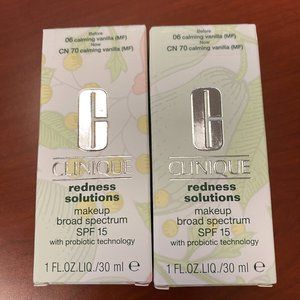 Before
06 calming vanilla (MF)
Now
CN 70 calming vanilla (MF)
CLINIQUE
redness
solutions
makeup
broad spectrum
SPF 15
with probiotic technology
1 FL.OZ.LIQ./30 ml e
Before
06 calming vanilla (MF)
Now
CN 70 calming vanilla (MF)
CLINIQUE
redness
solutions
makeup
broad spectrum
SPF 15
with probiotic technology
1 FL.OZ.LIQ./30 ml e